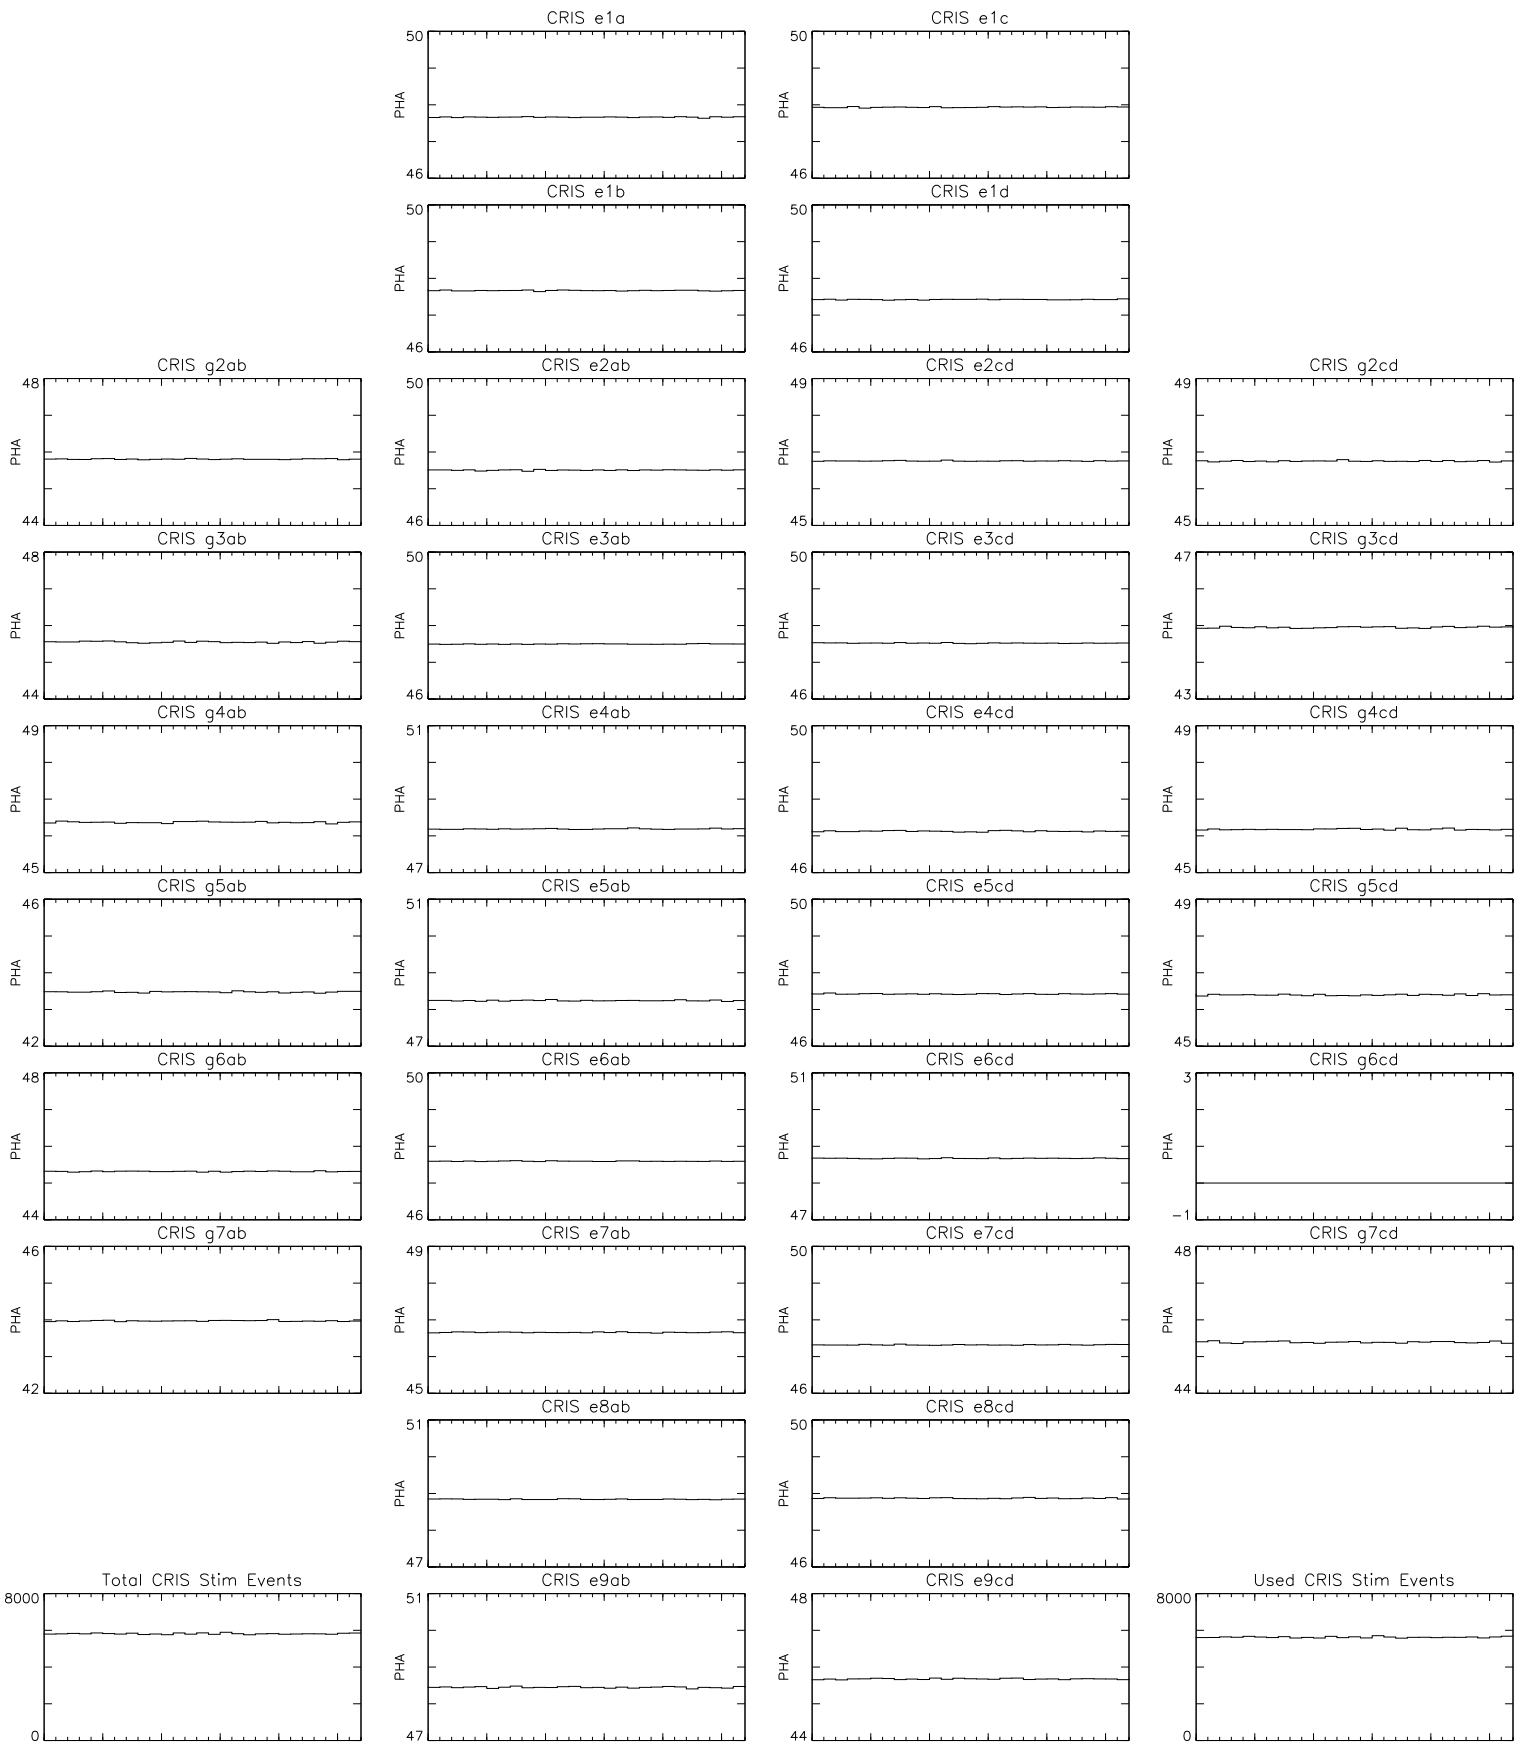 CRIS e1a
CRIS e1c
50
PHA
46
50
PHA
46
CRIS e1b
CRIS e1d
50
PHA
46
50
PHA
46
CRIS g2ab
CRIS e2ab
CRIS e2cd
CRIS g2cd
48
PHA
44
50
PHA
46
49
PHA
45
49
PHA
45
CRIS g3ab
CRIS e3ab
CRIS e3cd
CRIS g3cd
48
PHA
44
50
PHA
46
50
PHA
46
47
PHA
43
CRIS g4ab
CRIS e4ab
CRIS e4cd
CRIS g4cd
49
PHA
45
51
PHA
47
50
PHA
46
49
PHA
45
CRIS g5ab
CRIS e5ab
CRIS e5cd
CRIS g5cd
46
PHA
42
51
PHA
47
50
PHA
46
49
PHA
45
CRIS g6ab
CRIS e6ab
CRIS e6cd
CRIS g6cd
48
PHA
44
50
PHA
46
51
PHA
47
3
PHA
-1
CRIS g7ab
CRIS e7ab
CRIS e7cd
CRIS g7cd
46
PHA
42
49
PHA
45
50
PHA
46
48
PHA
44
CRIS e8ab
CRIS e8cd
51
PHA
47
50
PHA
46
Total CRIS Stim Events
CRIS e9ab
CRIS e9cd
Used CRIS Stim Events
8000
0
51
PHA
47
48
PHA
44
8000
0